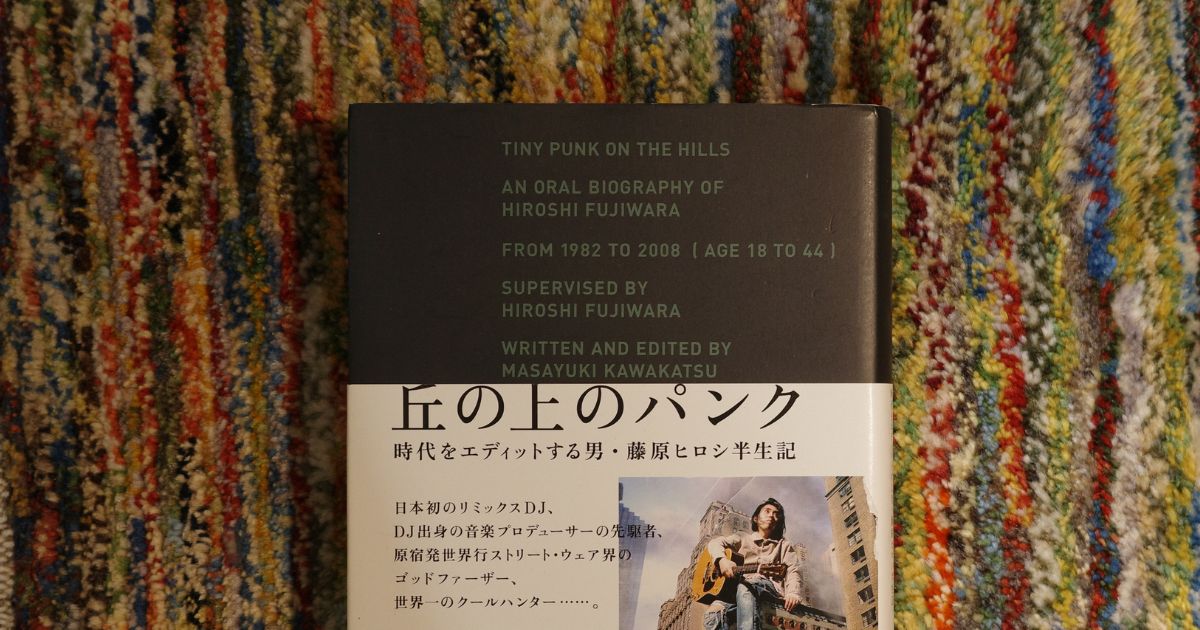 TINY PUNK ON THE HILLS
AN ORAL BIOGRAPHY OF
HIROSHI FUJIWARA
FROM 1982 TO 2008 ( AGE 18 TO 44 )
SUPERVISED BY
HIROSHI FUJIWARA
WRITTEN AND EDITED BY
MASAYUKI KAWAKATSU
丘の上のパンク
時代をエディットする男・藤原ヒロシ半生記
日本初のリミックスDJ、
DJ出身の音楽プロデューサーの先駆者、
原宿発世界行ストリート・ウェア界の
ゴッドファーザー、
世界一のクールハンター……。